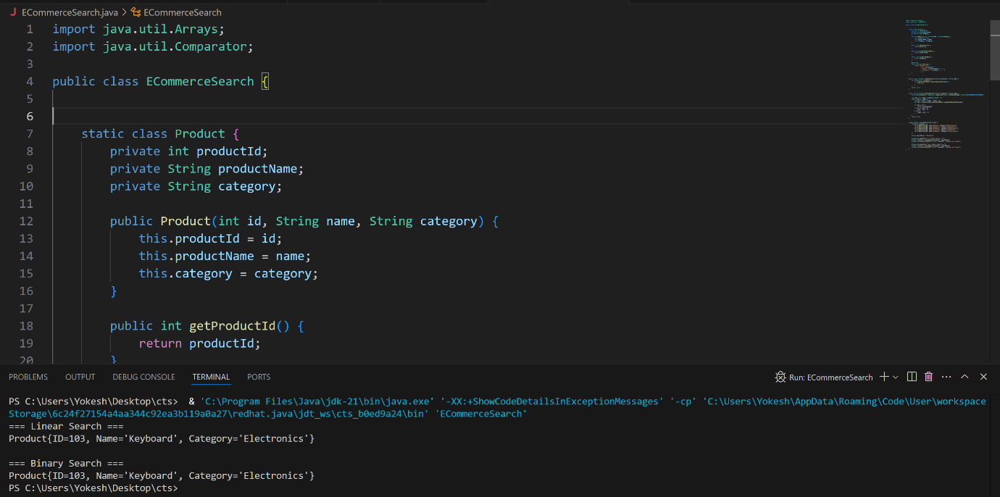 ECommerceSearch.java > ECommerceSearch
1 import java.util.Arrays;
2 import java.util.Comparator;
3
4 public class ECommerceSearch {
5
6
7 static class Product {
8 private int productId;
9 private String productName;
10 private String category;
11
12 public Product(int id, String name, String category) {
13 this.productId = id;
14 this.productName = name;
15 this.category = category;
16 }
17
18 public int getProductId() {
19 return productId;
20 }
PROBLEMS OUTPUT DEBUG CONSOLE TERMINAL PORTS Run: ECommerceSearch
PS C:\Users\Yokesh\Desktop\cts> & 'C:\Program Files\Java\jdk-21\bin\java.exe' '-XX:+ShowCodeDetailsInExceptionMessages' '-cp' 'C:\Users\Yokesh\AppData\Roaming\Code\User\workspace
Storage\6c24f27154a4aa344c92ea3b119a0a27\redhat.java\jdt_ws\cts_b0ed9a24\bin' 'ECommerceSearch'
=== Linear Search ===
Product{ID=103, Name='Keyboard', Category='Electronics'}
=== Binary Search ===
Product{ID=103, Name='Keyboard', Category='Electronics'}
PS C:\Users\Yokesh\Desktop\cts>